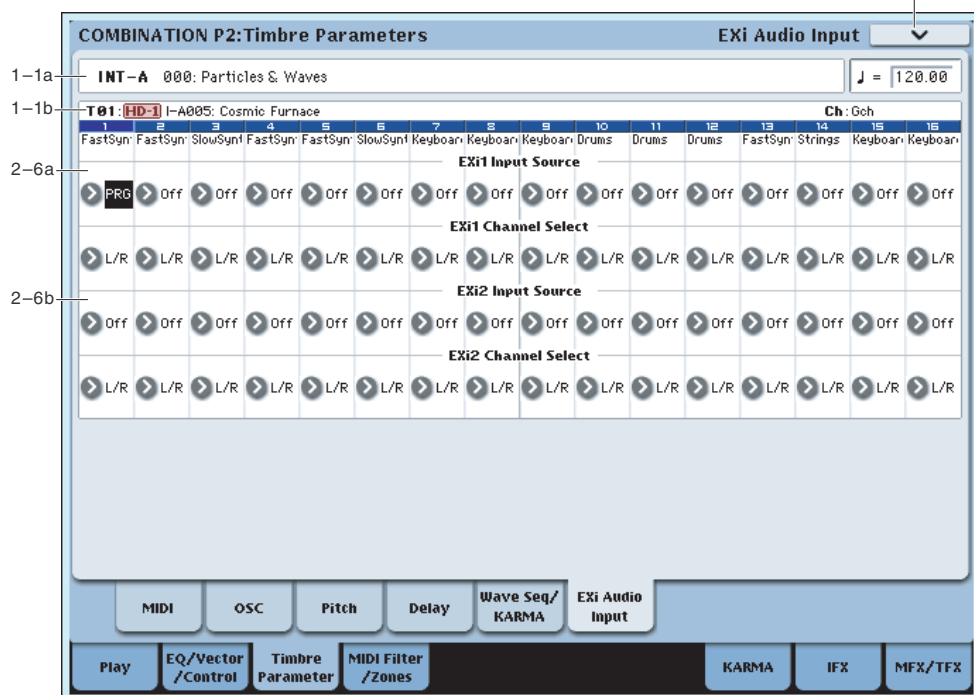 COMBINATION P2:Timbre Parameters EXi Audio Input
1-1a INT-A 000: Particles & Waves ♩ = 120.00
1-1b T01:HD-1 I-A005: Cosmic Furnace Ch:Gch
1 2 3 4 5 6 7 8 9 10 11 12 13 14 15 16
FastSyn FastSyn SlowSynt FastSyn FastSyn SlowSynt Keyboar Keyboar Keyboar Drums Drums Drums FastSyn Strings Keyboar Keyboar
EXi1 Input Source
2-6a
PRG Off Off Off Off Off Off Off Off Off Off Off Off Off Off Off
EXi1 Channel Select
L/R L/R L/R L/R L/R L/R L/R L/R L/R L/R L/R L/R L/R L/R L/R L/R
EXi2 Input Source
2-6b
Off Off Off Off Off Off Off Off Off Off Off Off Off Off Off Off
EXi2 Channel Select
L/R L/R L/R L/R L/R L/R L/R L/R L/R L/R L/R L/R L/R L/R L/R L/R
MIDI OSC Pitch Delay Wave Seq/ EXi Audio
KARMA Input
Play EQ/Vector Timbre MIDI Filter KARMA IFX MFX/TFX
/Control Parameter /Zones